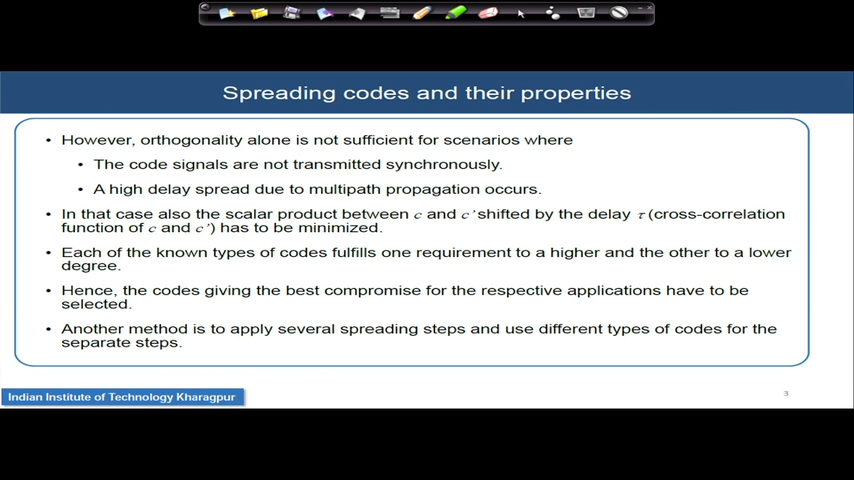 Spreading codes and their properties
• However, orthogonality alone is not sufficient for scenarios where
• The code signals are not transmitted synchronously.
• A high delay spread due to multipath propagation occurs.
• In that case also the scalar product between c and c' shifted by the delay τ (cross-correlation
function of c and c') has to be minimized.
• Each of the known types of codes fulfills one requirement to a higher and the other to a lower
degree.
• Hence, the codes giving the best compromise for the respective applications have to be
selected.
• Another method is to apply several spreading steps and use different types of codes for the
separate steps.
Indian Institute of Technology Kharagpur
3